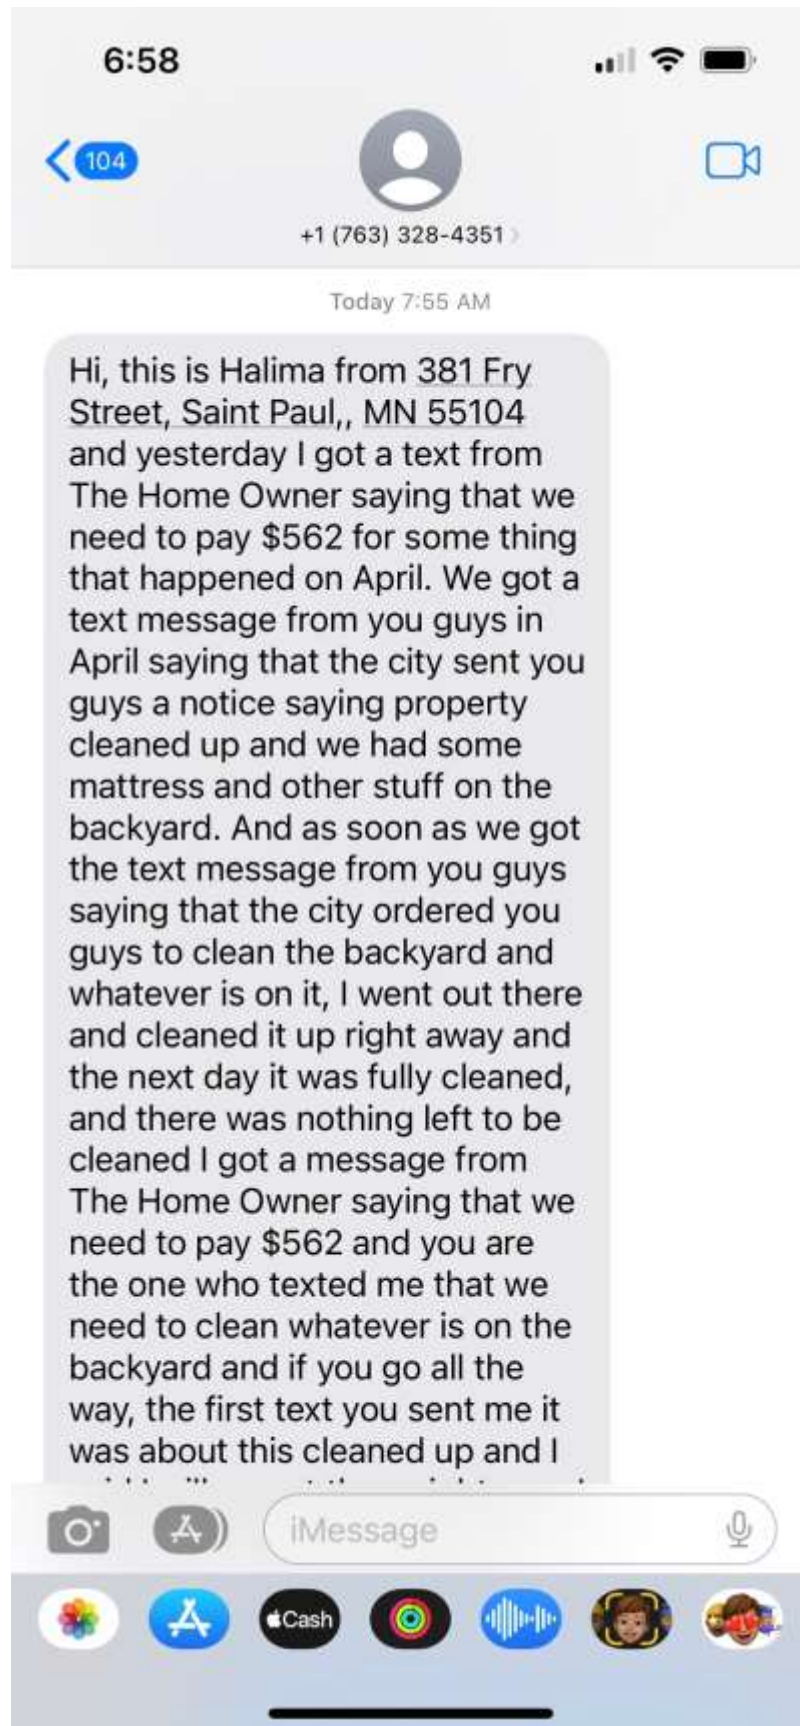 6:58
104
+1 (763) 328-4351
Today 7:55 AM
Hi, this is Halima from 381 Fry
Street, Saint Paul,, MN 55104
and yesterday I got a text from
The Home Owner saying that we
need to pay $562 for some thing
that happened on April. We got a
text message from you guys in
April saying that the city sent you
guys a notice saying property
cleaned up and we had some
mattress and other stuff on the
backyard. And as soon as we got
the text message from you guys
saying that the city ordered you
guys to clean the backyard and
whatever is on it, I went out there
and cleaned it up right away and
the next day it was fully cleaned,
and there was nothing left to be
cleaned I got a message from
The Home Owner saying that we
need to pay $562 and you are
the one who texted me that we
need to clean whatever is on the
backyard and if you go all the
way, the first text you sent me it
was about this cleaned up and I
iMessage
Cash